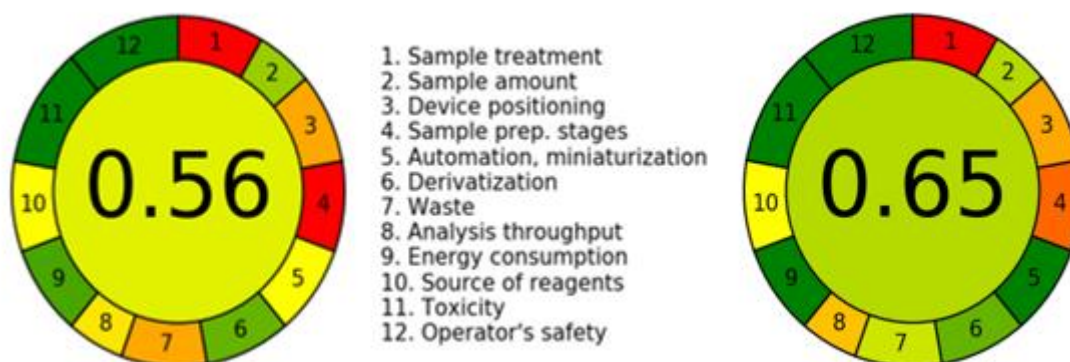 12
1
2
3
4
5
6
7
8
9
10
11
0.56
1. Sample treatment
2. Sample amount
3. Device positioning
4. Sample prep. stages
5. Automation, miniaturization
6. Derivatization
7. Waste
8. Analysis throughput
9. Energy consumption
10. Source of reagents
11. Toxicity
12. Operator's safety
12
1
2
3
4
5
6
7
8
9
10
11
0.65